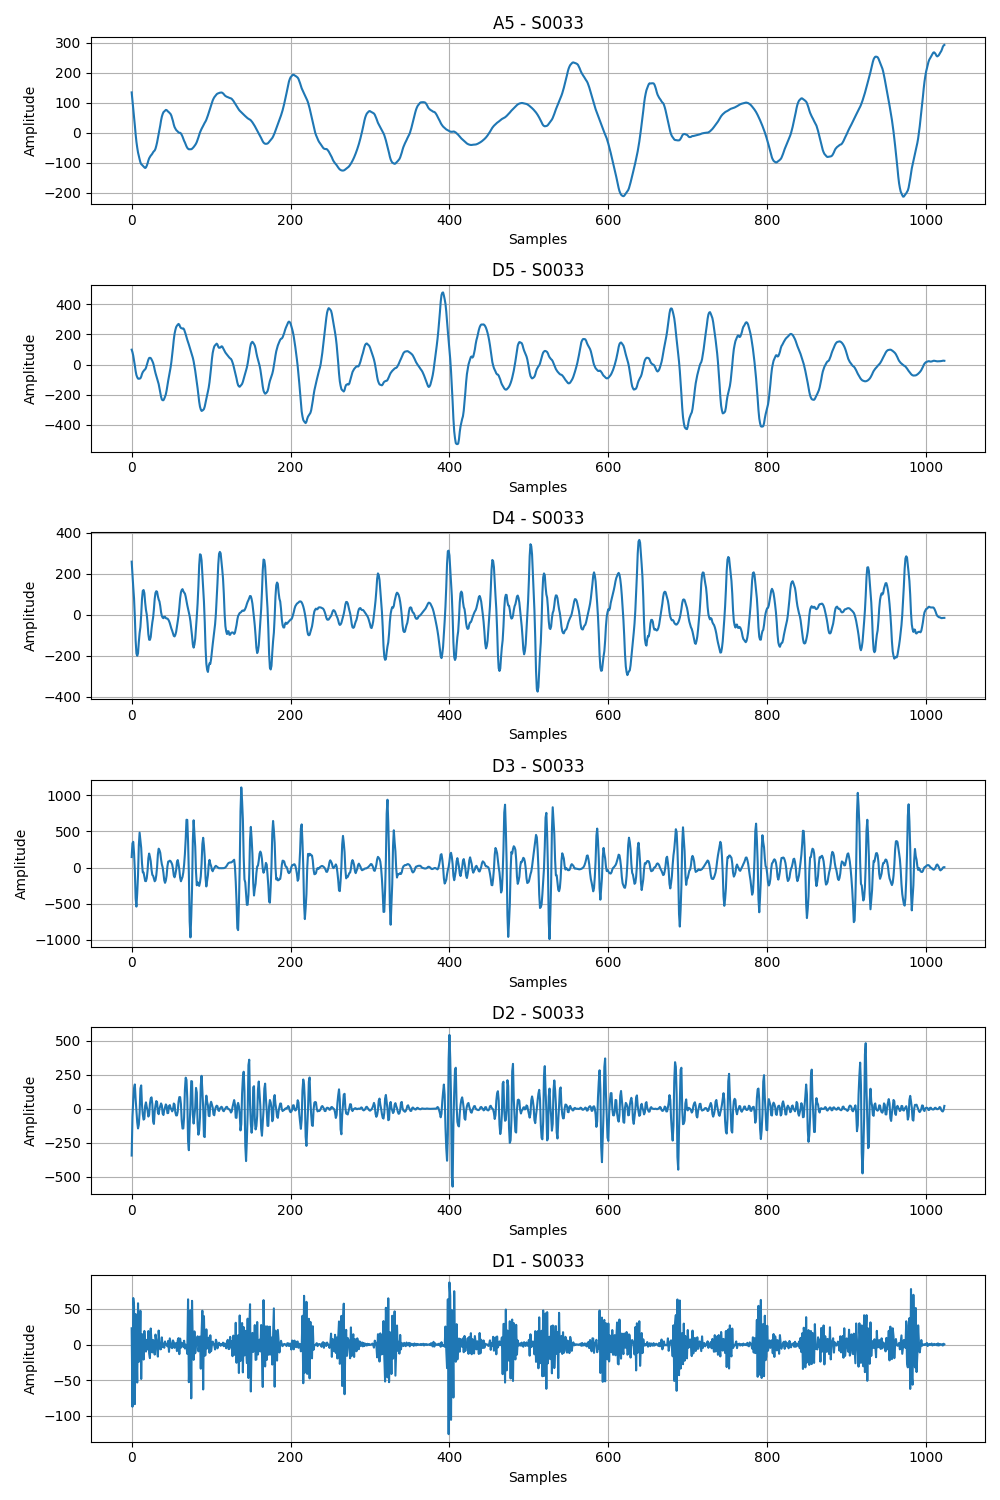 A5 - S0033
300
200
100
0
−100
−200
Amplitude
0 200 400 600 800 1000
Samples
D5 - S0033
400
200
0
−200
−400
Amplitude
0 200 400 600 800 1000
Samples
D4 - S0033
400
200
0
−200
−400
Amplitude
0 200 400 600 800 1000
Samples
D3 - S0033
1000
500
0
−500
−1000
Amplitude
0 200 400 600 800 1000
Samples
D2 - S0033
500
250
0
−250
−500
Amplitude
0 200 400 600 800 1000
Samples
D1 - S0033
50
0
−50
−100
Amplitude
0 200 400 600 800 1000
Samples